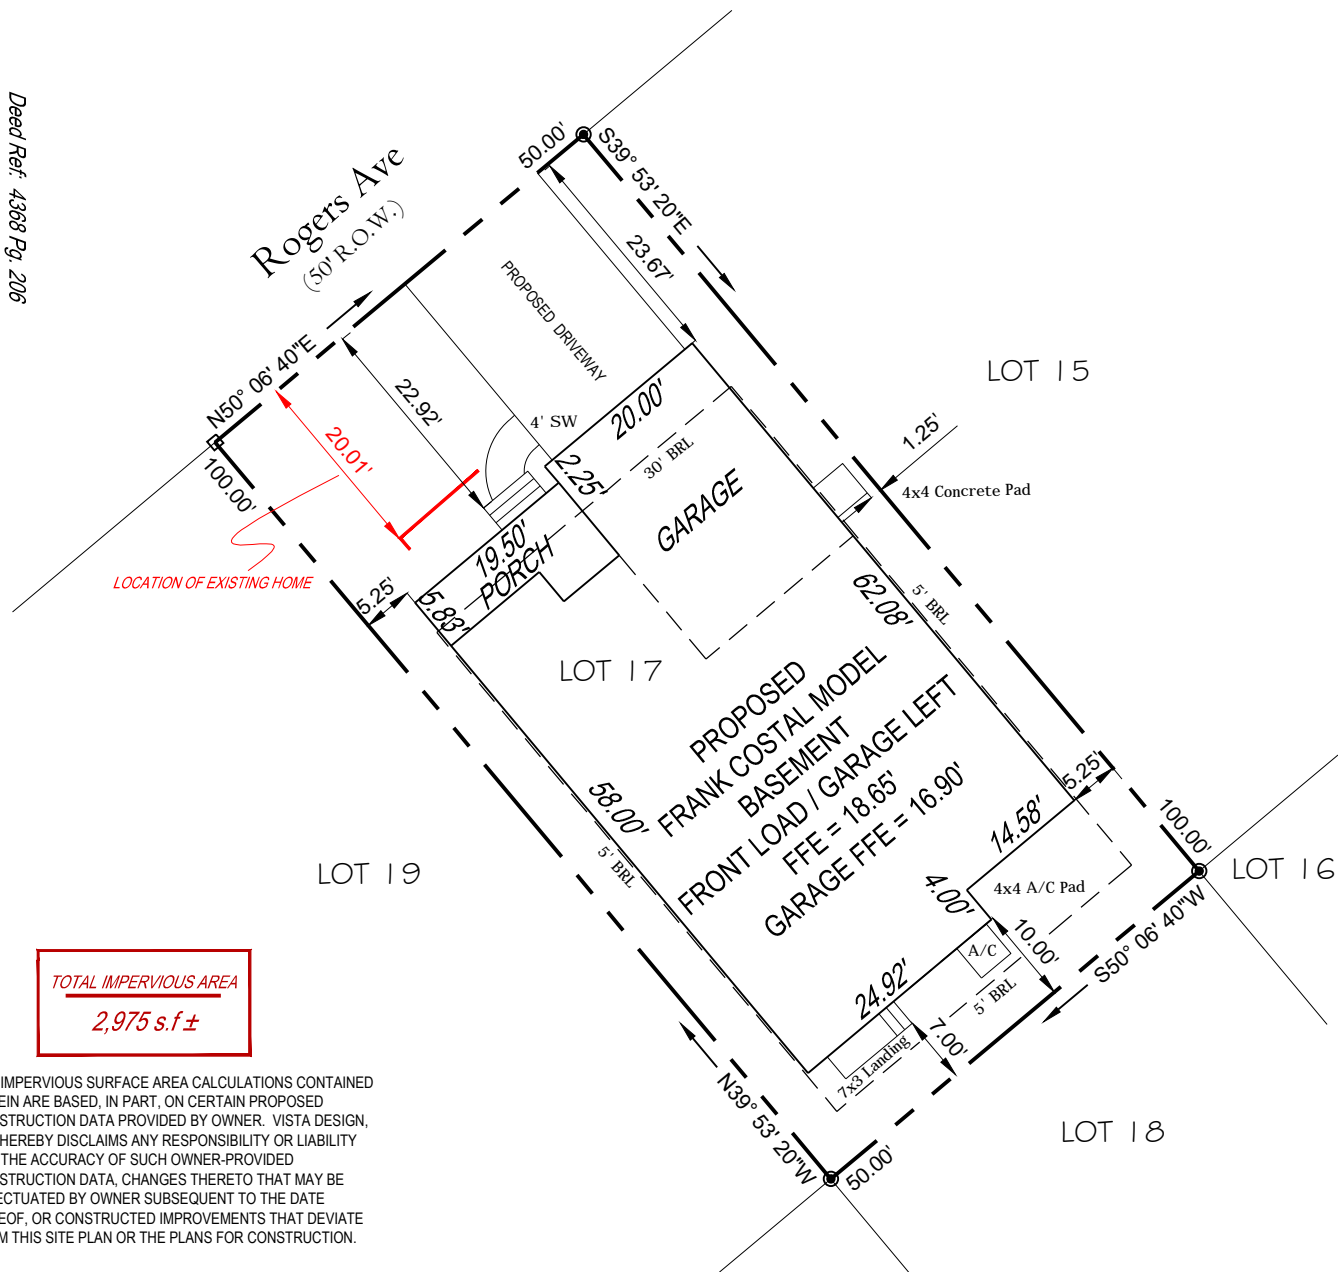 Deed Ref: 4368 Pg. 206
Rogers Ave
(50' R.O.W.)
50.00'
S39° 53' 20"E
23.67'
PROPOSED DRIVEWAY
N50° 06' 40"E
22.92'
20.01'
100.00'
LOCATION OF EXISTING HOME
4' SW
20.00'
2.25'
30' BRL
GARAGE
LOT 15
1.25'
4x4 Concrete Pad
19.50'
PORCH
5.25'
5.83'
62.08'
5' BRL
LOT 17
PROPOSED
FRANK COSTAL MODEL
BASEMENT
FRONT LOAD / GARAGE LEFT
FFE = 18.65'
GARAGE FFE = 16.90'
58.00'
5' BRL
5.25'
14.58'
100.00'
LOT 19
LOT 16
4.00'
4x4 A/C Pad
A/C
10.00'
S50° 06' 40"W
24.92'
5' BRL
7.00'
7x3 Landing
N39° 53' 20"W
50.00'
LOT 18
TOTAL IMPERVIOUS AREA
2,975 s.f ±
IMPERVIOUS SURFACE AREA CALCULATIONS CONTAINED
EIN ARE BASED, IN PART, ON CERTAIN PROPOSED
STRUCTION DATA PROVIDED BY OWNER. VISTA DESIGN,
HEREBY DISCLAIMS ANY RESPONSIBILITY OR LIABILITY
THE ACCURACY OF SUCH OWNER-PROVIDED
STRUCTION DATA, CHANGES THERETO THAT MAY BE
ECTUATED BY OWNER SUBSEQUENT TO THE DATE
EOF, OR CONSTRUCTED IMPROVEMENTS THAT DEVIATE
M THIS SITE PLAN OR THE PLANS FOR CONSTRUCTION.